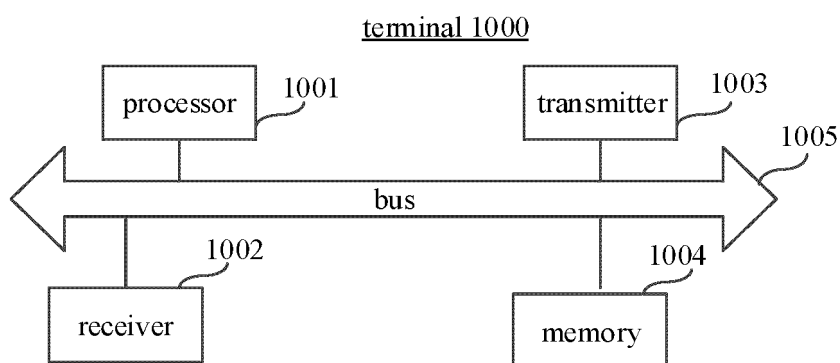 terminal 1000
processor
1001
transmitter
1003
1005
bus
1002
1004
receiver
memory